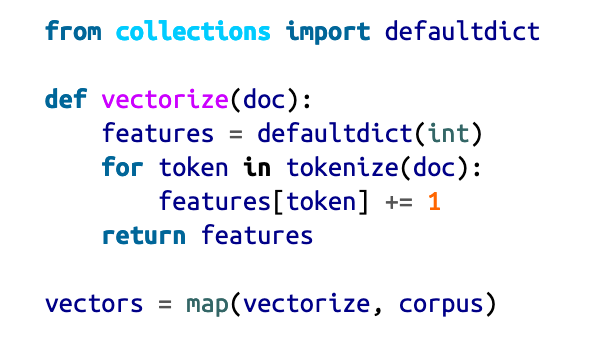 from collections import defaultdict

def vectorize(doc):
    features = defaultdict(int)
    for token in tokenize(doc):
        features[token] += 1
    return features

vectors = map(vectorize, corpus)